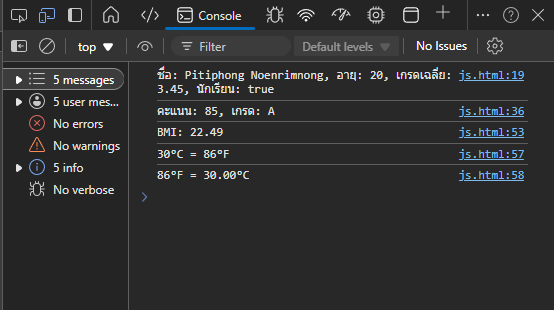 Console
top
Filter
Default levels
No Issues
5 messages
5 user mes...
No errors
No warnings
5 info
No verbose
ชื่อ: Pitiphong Noenrimnong, อายุ: 20, เกรดเฉลี่ย: js.html:19
3.45, นักเรียน: true
คะแนน: 85, เกรด: A js.html:36
BMI: 22.49 js.html:53
30°C = 86°F js.html:57
86°F = 30.00°C js.html:58